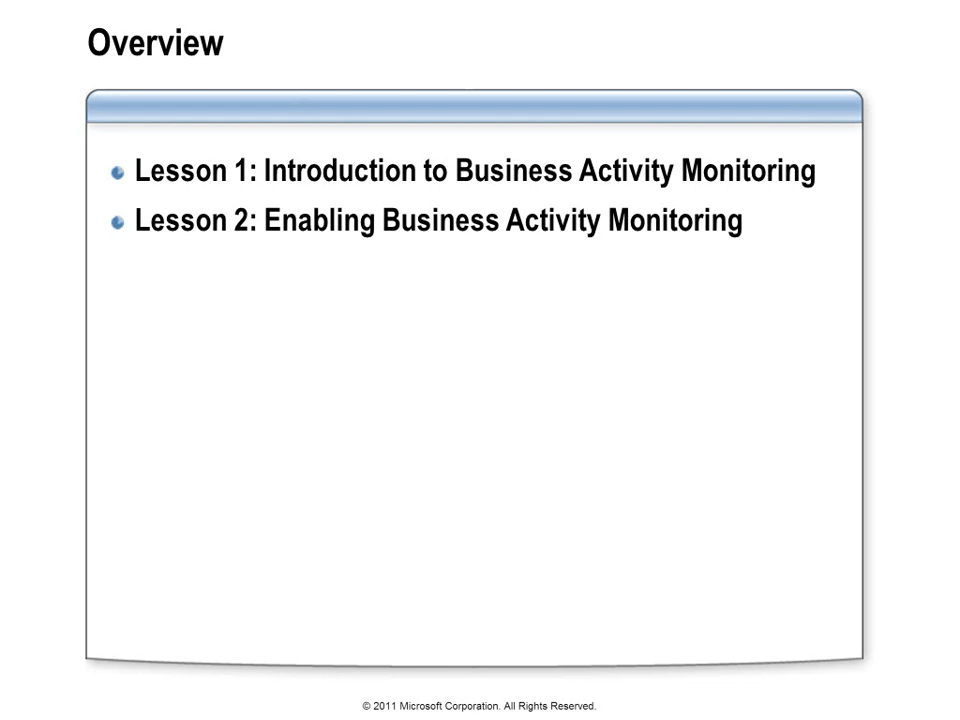 Overview
Lesson 1: Introduction to Business Activity Monitoring
Lesson 2: Enabling Business Activity Monitoring
© 2011 Microsoft Corporation. All Rights Reserved.